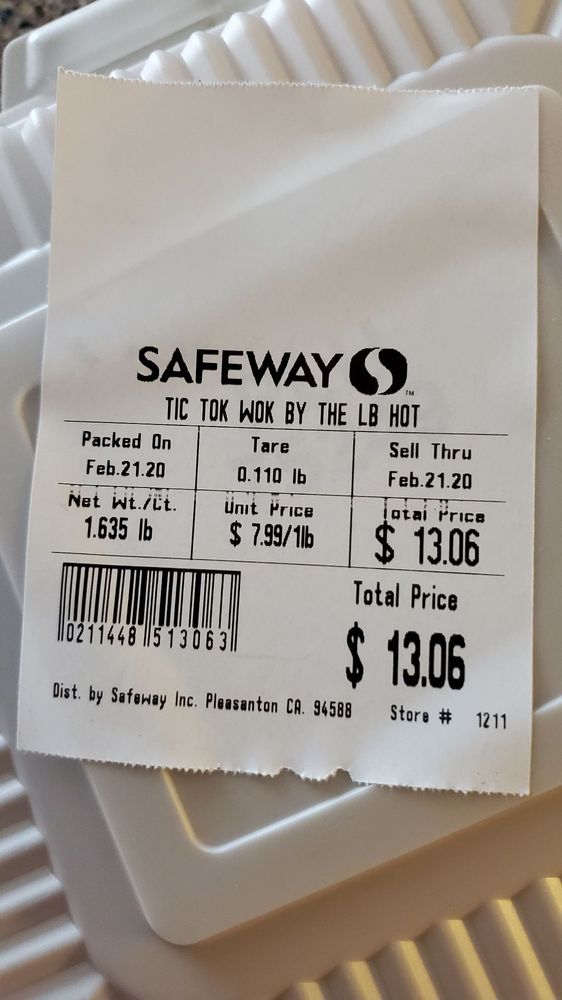 SAFEWAY
TIC TOK WOK BY THE LB HOT
Packed On Tare Sell Thru
Feb.21.20 0.110 lb Feb.21.20
Net Wt./Ct. Unit Price Total Price
1.635 lb $ 7.99/1lb $ 13.06
Total Price
$ 13.06
0211448 513063
Dist. by Safeway Inc. Pleasanton CA. 94588 Store # 1211